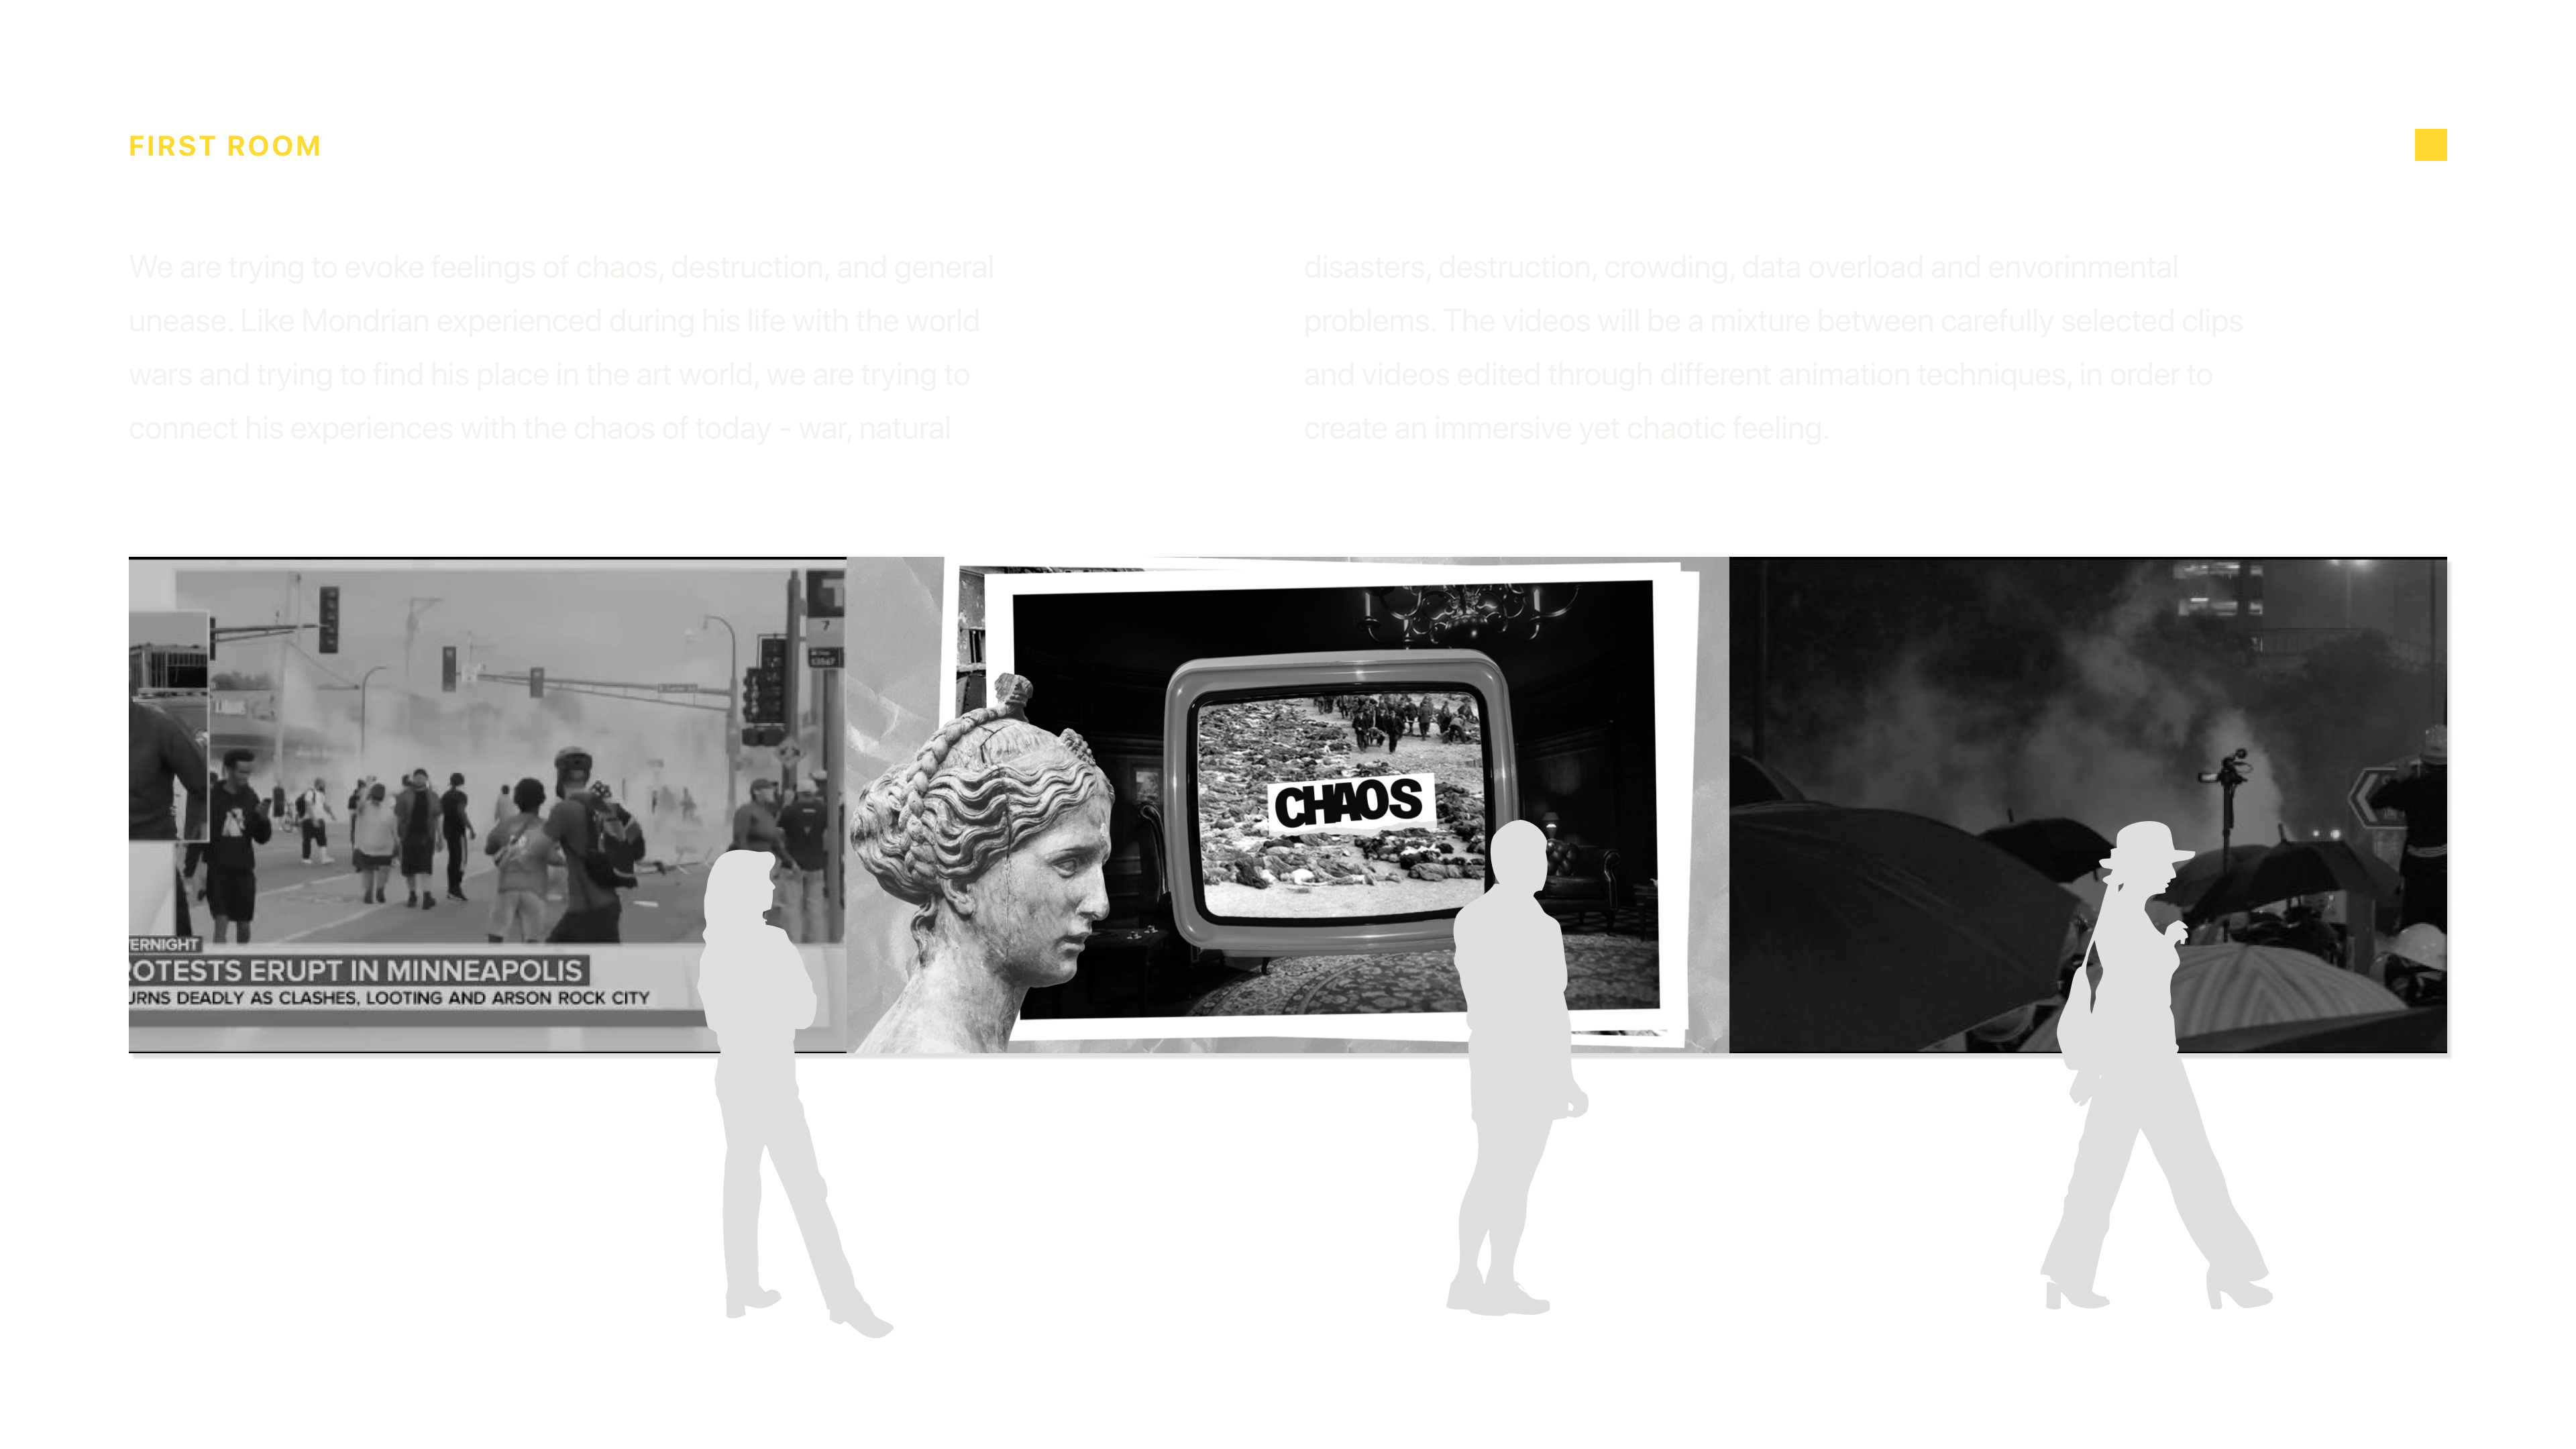 FIRST ROOM
We are trying to evoke feelings of chaos, destruction, and general
unease. Like Mondrian experienced during his life with the world
wars and trying to find his place in the art world, we are trying to
connect his experiences with the chaos of today - war, natural
disasters, destruction, crowding, data overload and envorinmental
problems. The videos will be a mixture between carefully selected clips
and videos edited through different animation techniques, in order to
create an immersive yet chaotic feeling.
ERNIGHT
ROTESTS ERUPT IN MINNEAPOLIS
URNS DEADLY AS CLASHES, LOOTING AND ARSON ROCK CITY
7
CHAOS